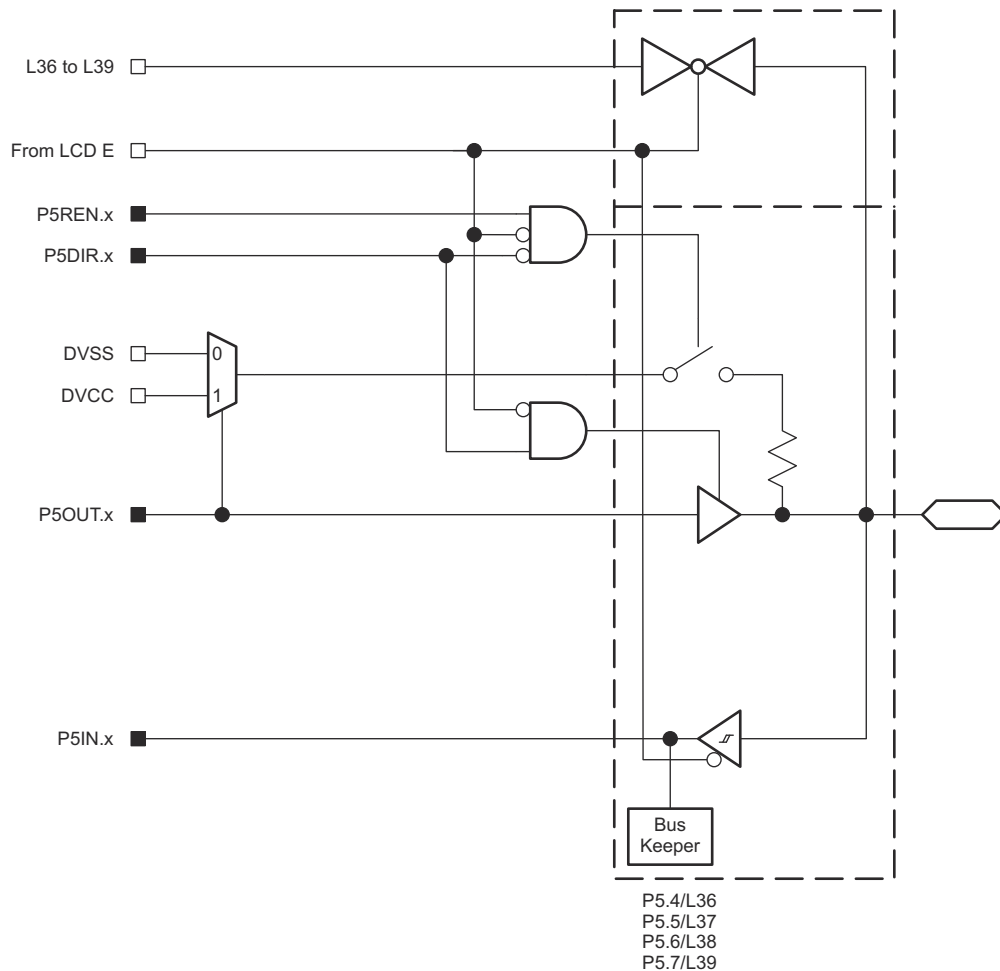 L36 to L39
From LCD E
P5REN.x
P5DIR.x
DVSS
0
DVCC
1
P5OUT.x
P5IN.x
Bus
Keeper
P5.4/L36
P5.5/L37
P5.6/L38
P5.7/L39